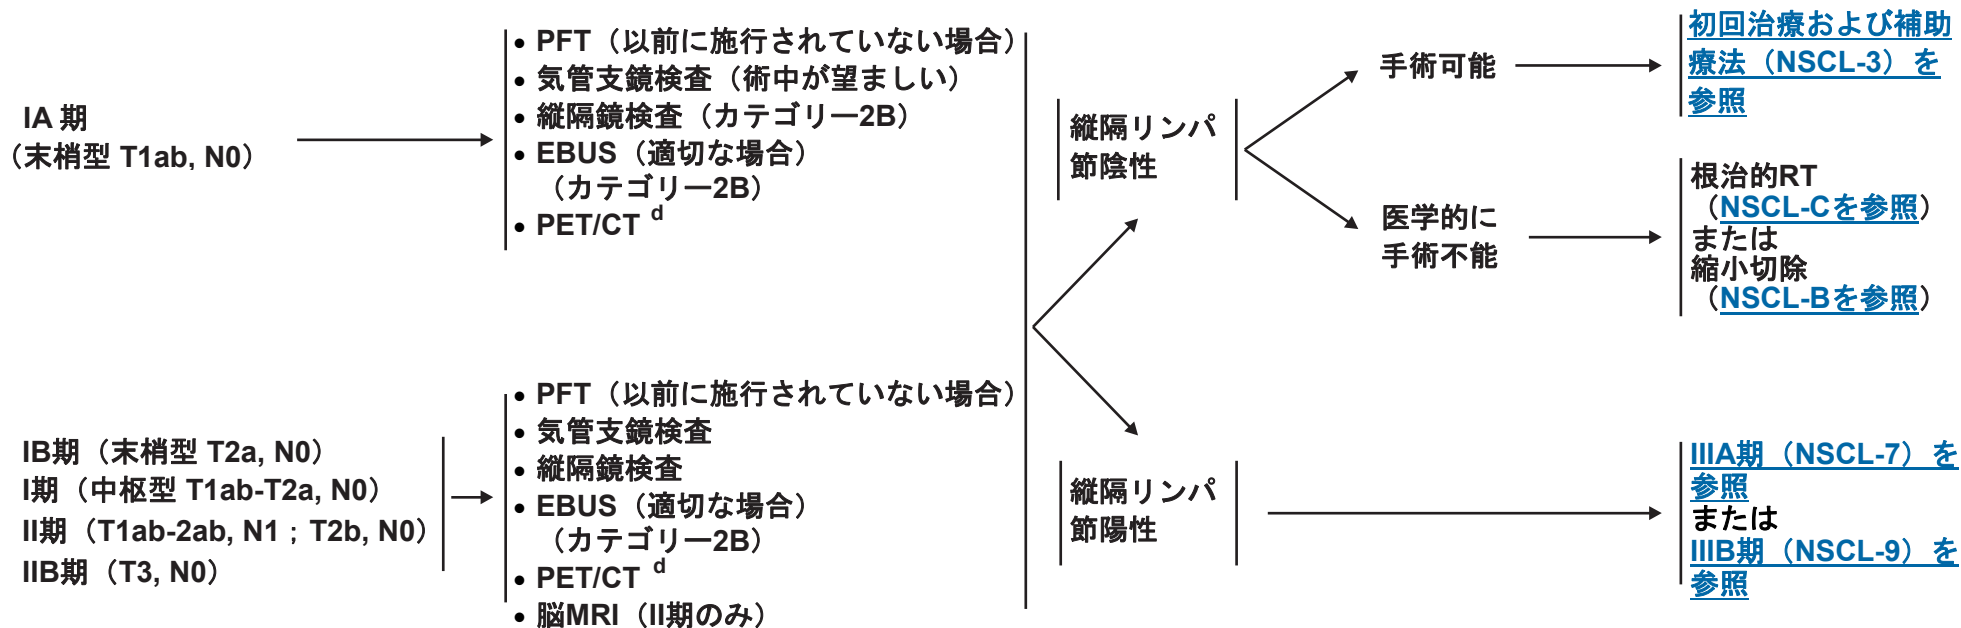 IA 期
（末梢型 T1ab, N0）
• PFT（以前に施行されていない場合）
• 気管支鏡検査（術中が望ましい）
• 縦隔鏡検査（カテゴリー2B）
• EBUS（適切な場合）
（カテゴリー2B）
• PET/CT d
IB期（末梢型 T2a, N0）
I期（中枢型 T1ab-T2a, N0）
II期（T1ab-2ab, N1；T2b, N0）
IIB期（T3, N0）
• PFT（以前に施行されていない場合）
• 気管支鏡検査
• 縦隔鏡検査
• EBUS（適切な場合）
（カテゴリー2B）
• PET/CT d
• 脳MRI（II期のみ）
縦隔リンパ
節陰性
手術可能
初回治療および補助
療法（NSCL-3）を
参照
医学的に
手術不能
根治的RT
（NSCL-Cを参照）
または
縮小切除
（NSCL-Bを参照）
縦隔リンパ
節陽性
IIIA期（NSCL-7）を
参照
または
IIIB期（NSCL-9）を
参照